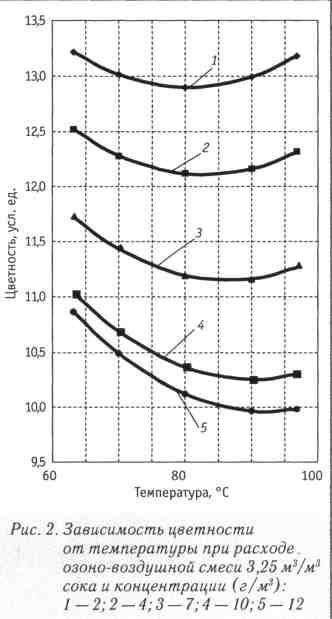 13,5
13,0
12,5
12,0
11,5
11,0
10,5
10,0
9,5
Цветность, усл. ед.
1
2
3
4
5
60
80
100
Температура, °С
Рис. 2. Зависимость цветности
от температуры при расходе
озоно-воздушной смеси 3,25 м³/м³
сока и концентрации (г/м³):
1 — 2; 2 — 4; 3 — 7; 4 — 10; 5 — 12